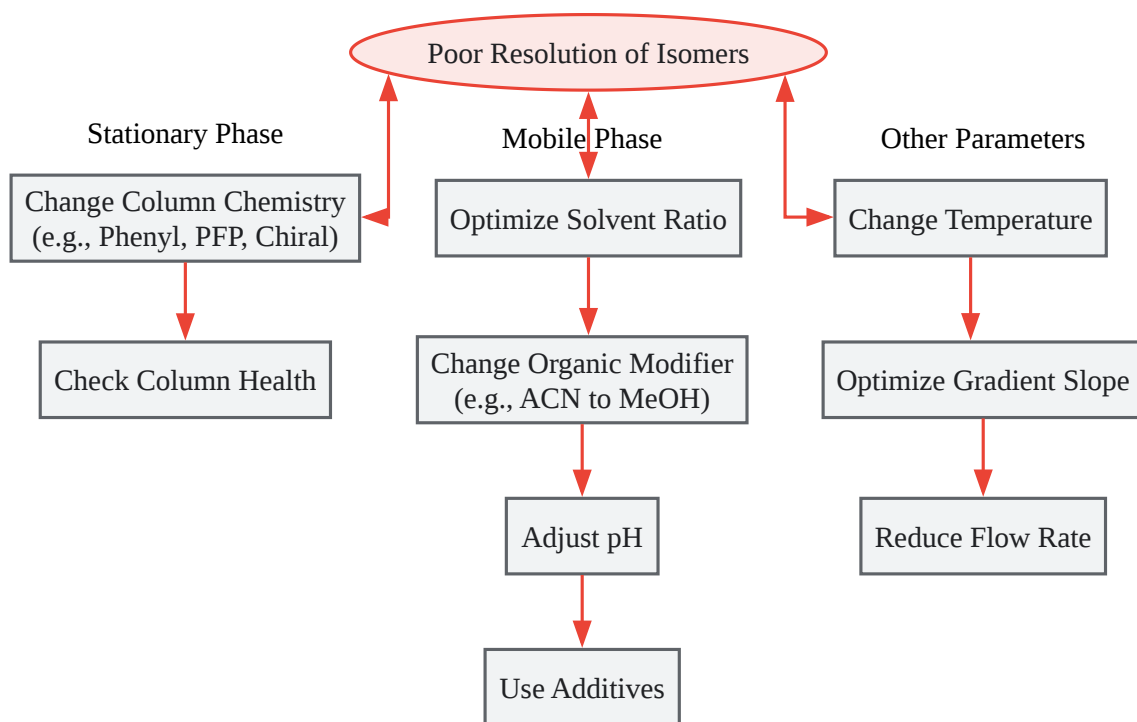 Poor Resolution of Isomers
Stationary Phase
Mobile Phase
Other Parameters
Change Column Chemistry
(e.g., Phenyl, PFP, Chiral)
Optimize Solvent Ratio
Change Temperature
Check Column Health
Change Organic Modifier
(e.g., ACN to MeOH)
Optimize Gradient Slope
Adjust pH
Reduce Flow Rate
Use Additives